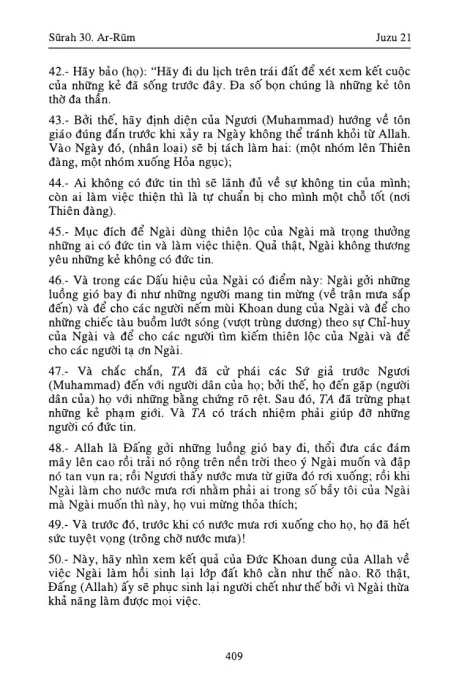 Sūrah 30. Ar-Rūm Juzu 21
42.- Hãy bảo (họ): “Hãy đi du lịch trên trái đất để xét xem kết cuộc
của những kẻ đã sống trước đây. Đa số bọn chúng là những kẻ tôn
thờ đa thần.
43.- Bởi thế, hãy định diện của Ngươi (Muhammad) hướng về tôn
giáo đúng đắn trước khi xảy ra Ngày không thể tránh khỏi từ Allah.
Vào Ngày đó, (nhân loại) sẽ bị tách làm hai: (một nhóm lên Thiên
đàng, một nhóm xuống Hỏa ngục);
44.- Ai không có đức tin thì sẽ lãnh đủ về sự không tin của mình;
còn ai làm việc thiện thì là tự chuẩn bị cho mình một chỗ tốt (nơi
Thiên đàng).
45.- Mục đích để Ngài dùng thiên lộc của Ngài mà trọng thưởng
những ai có đức tin và làm việc thiện. Quả thật, Ngài không thương
yêu những kẻ không có đức tin.
46.- Và trong các Dấu hiệu của Ngài có điểm này: Ngài gởi những
luồng gió bay đi như những người mang tin mừng (về trận mưa sắp
đến) và để cho các người nếm mùi Khoan dung của Ngài và để cho
những chiếc tàu buồm lướt sóng (vượt trùng dương) theo sự Chỉ-huy
của Ngài và để cho các người tìm kiếm thiên lộc của Ngài và để
cho các người tạ ơn Ngài.
47.- Và chắc chắn, TA đã cử phái các Sứ giả trước Ngươi
(Muhammad) đến với người dân của họ; bởi thế, họ đến gặp (người
dân của) họ với những bằng chứng rõ rệt. Sau đó, TA đã trừng phạt
những kẻ phạm giới. Và TA có trách nhiệm phải giúp đỡ những
người có đức tin.
48.- Allah là Đấng gởi những luồng gió bay đi, thổi đưa các đám
mây lên cao rồi trải nó rộng trên nền trời theo ý Ngài muốn và đập
nó tan vụn ra; rồi Ngươi thấy nước mưa từ giữa đó rơi xuống; rồi khi
Ngài làm cho nước mưa rơi nhằm phải ai trong số bầy tôi của Ngài
mà Ngài muốn thì này, họ vui mừng thỏa thích;
49.- Và trước đó, trước khi có nước mưa rơi xuống cho họ, họ đã hết
sức tuyệt vọng (trông chờ nước mưa)!
50.- Này, hãy nhìn xem kết quả của Đức Khoan dung của Allah về
việc Ngài làm hồi sinh lại lớp đất khô cằn như thế nào. Rõ thật,
Đấng (Allah) ấy sẽ phục sinh lại người chết như thế bởi vì Ngài thừa
khả năng làm được mọi việc.
409